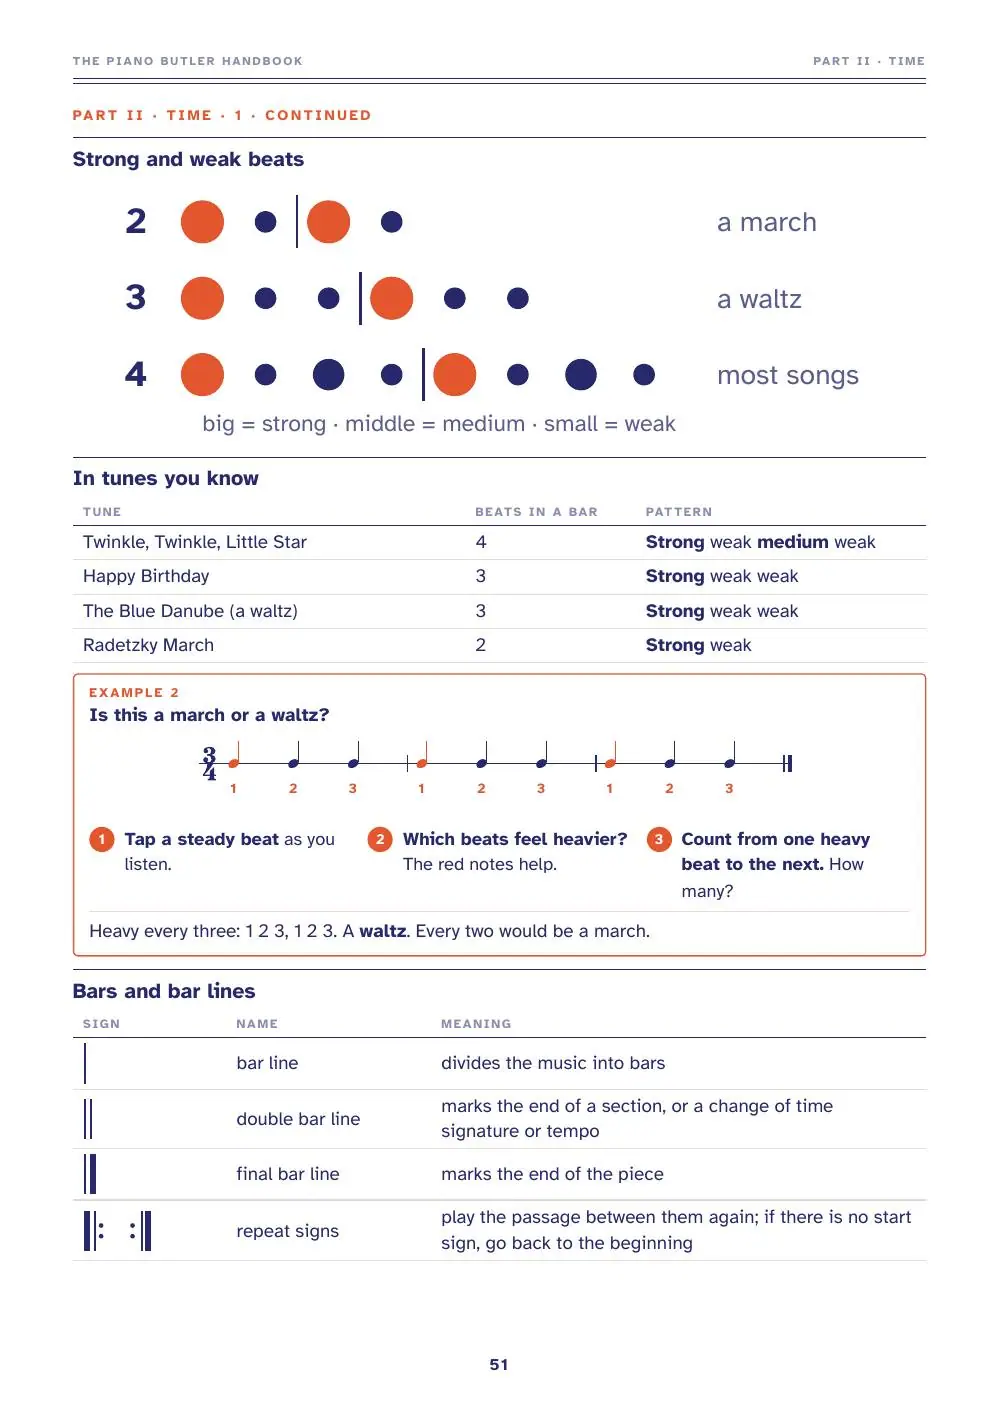 THE PIANO BUTLER HANDBOOK
PART II · TIME
PART II · TIME · 1 · CONTINUED
Strong and weak beats
2 a march
3 a waltz
4 most songs
big = strong · middle = medium · small = weak
In tunes you know
TUNE BEATS IN A BAR PATTERN
Twinkle, Twinkle, Little Star 4 Strong weak medium weak
Happy Birthday 3 Strong weak weak
The Blue Danube (a waltz) 3 Strong weak weak
Radetzky March 2 Strong weak
EXAMPLE 2
Is this a march or a waltz?
3
4
1 2 3 1 2 3 1 2 3
1 Tap a steady beat as you
listen.
2 Which beats feel heavier?
The red notes help.
3 Count from one heavy
beat to the next. How
many?
Heavy every three: 1 2 3, 1 2 3. A waltz. Every two would be a march.
Bars and bar lines
SIGN NAME MEANING
bar line divides the music into bars
double bar line marks the end of a section, or a change of time
signature or tempo
final bar line marks the end of the piece
repeat signs play the passage between them again; if there is no start
sign, go back to the beginning
51